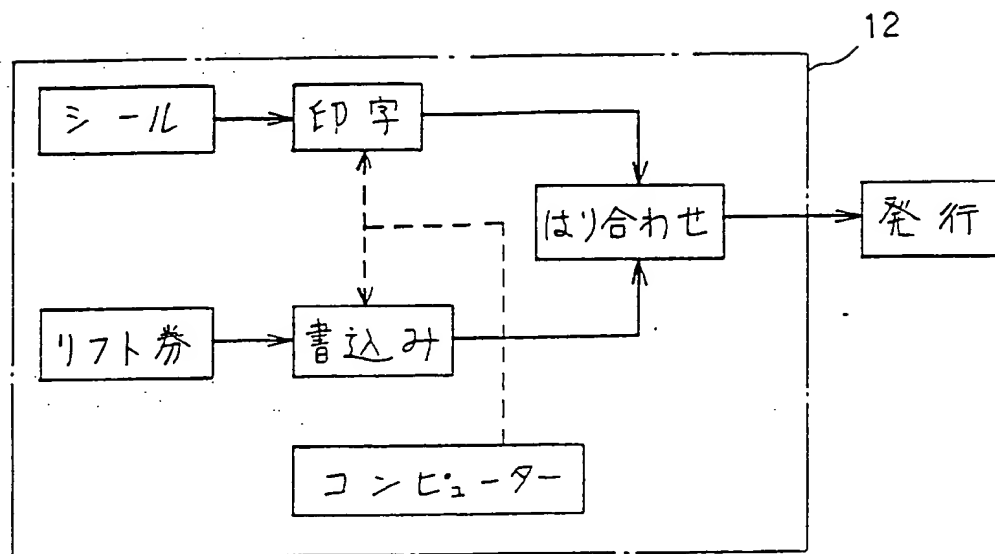 12
シール
印字
はり合わせ
発行
リフト券
書込み
コンピューター